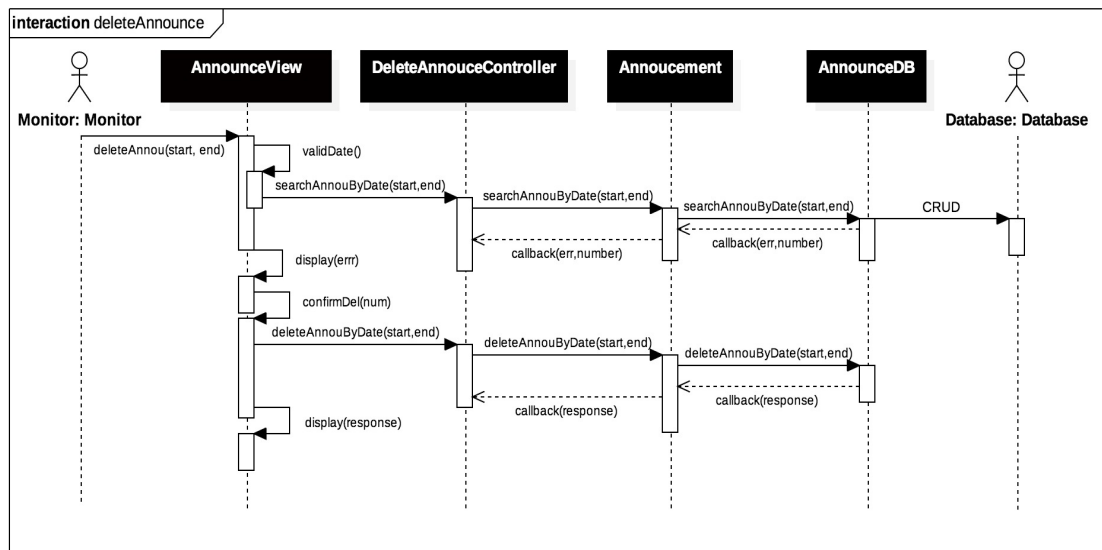 interaction deleteAnnounce
AnnounceView
DeleteAnnouceController
Annoucement
AnnounceDB
Monitor: Monitor
Database: Database
deleteAnnou(start, end)
validDate()
searchAnnouByDate(start,end)
searchAnnouByDate(start,end)
searchAnnouByDate(start,end)
CRUD
callback(err,number)
callback(err,number)
display(errr)
confirmDel(num)
deleteAnnouByDate(start,end)
deleteAnnouByDate(start,end)
deleteAnnouByDate(start,end)
callback(response)
callback(response)
display(response)